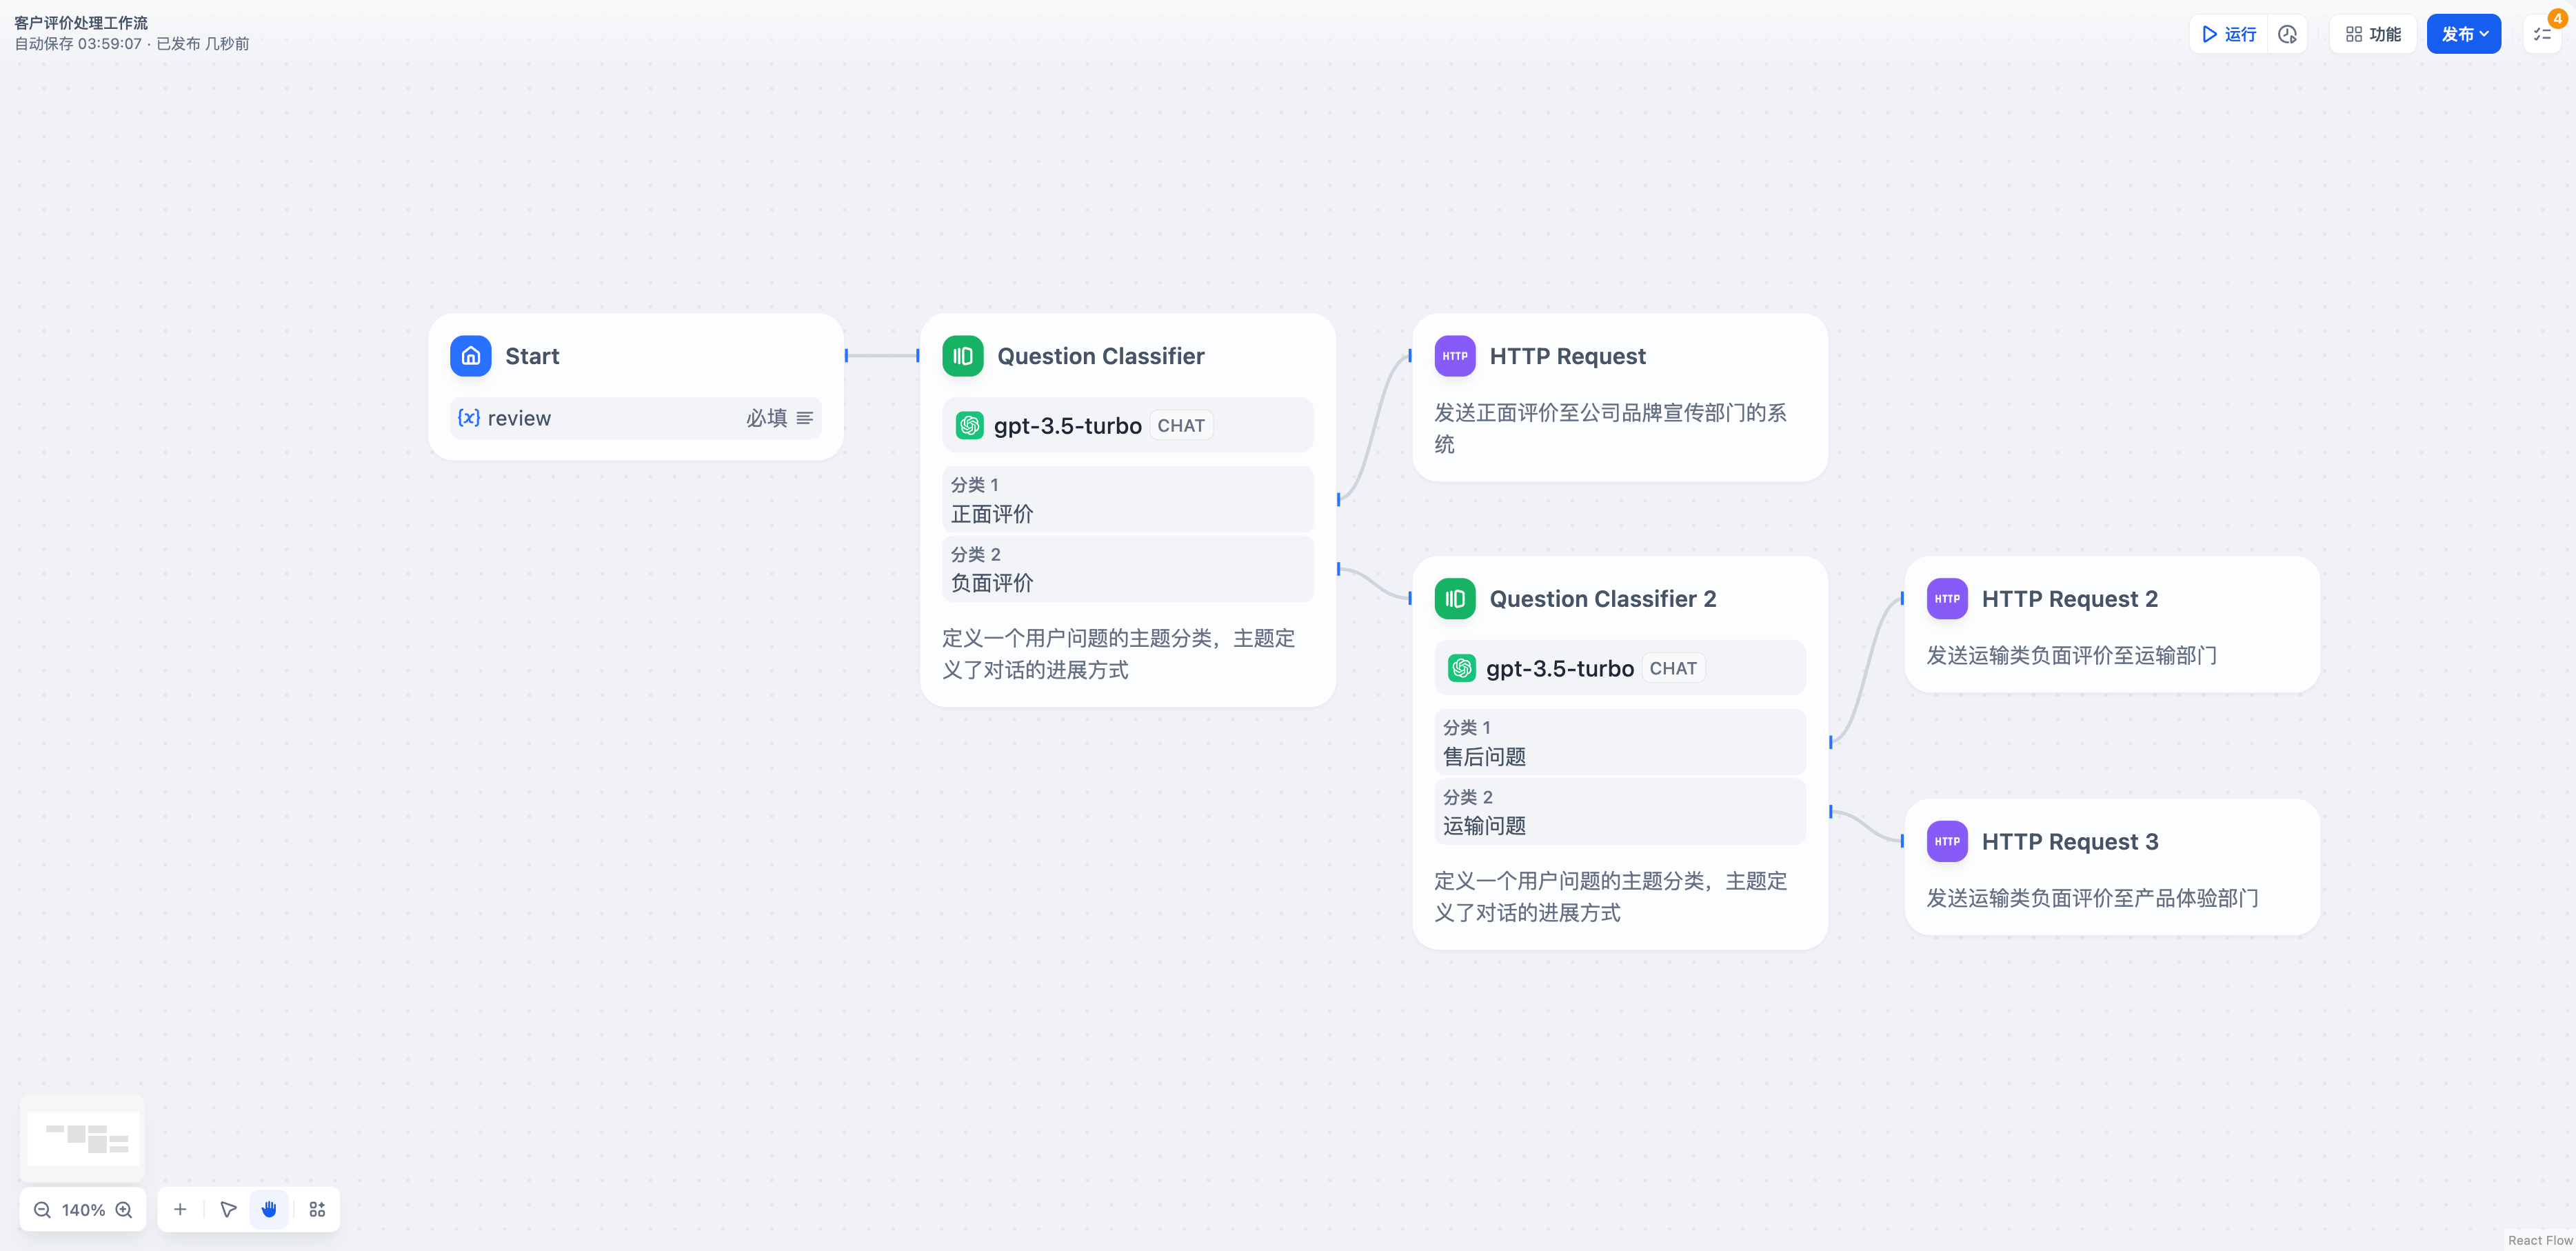 客户评价处理工作流
自动保存 03:59:07 · 已发布 几秒前
运行
功能
发布
4
Start
{x} review 必填
Question Classifier
gpt-3.5-turbo CHAT
分类 1
正面评价
分类 2
负面评价
定义一个用户问题的主题分类，主题定
义了对话的进展方式
HTTP HTTP Request
发送正面评价至公司品牌宣传部门的系
统
Question Classifier 2
gpt-3.5-turbo CHAT
分类 1
售后问题
分类 2
运输问题
定义一个用户问题的主题分类，主题定
义了对话的进展方式
HTTP HTTP Request 2
发送运输类负面评价至运输部门
HTTP HTTP Request 3
发送运输类负面评价至产品体验部门
140%
React Flow